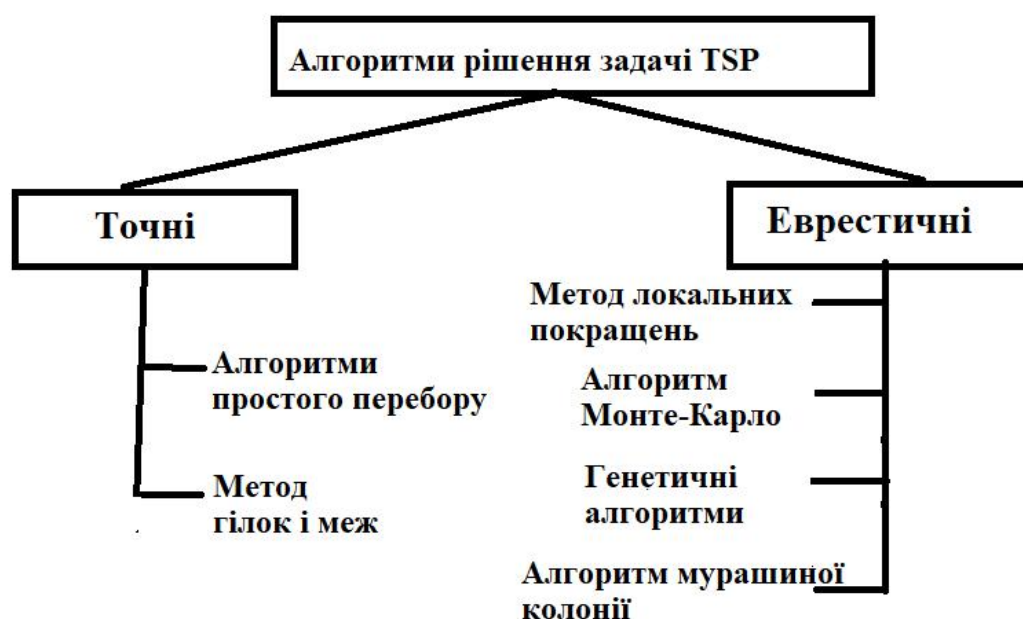 Алгоритми рішення задачі TSP
Точні
Еврестичні
Алгоритми
простого перебору
Метод
гілок і меж
Метод локальних
покращень
Алгоритм
Монте-Карло
Генетичні
алгоритми
Алгоритм мурашиної
колонії